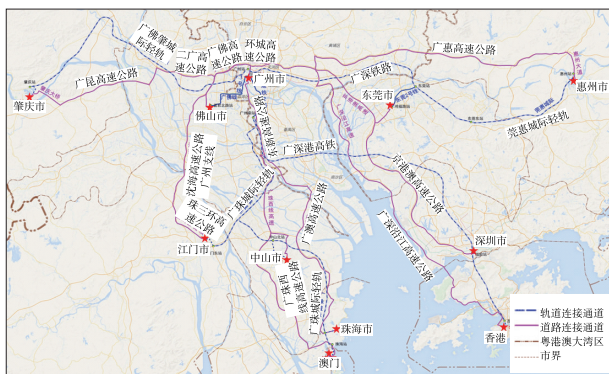 广佛肇城
际轻轨
广昆高速公路
二广高
速公路
广佛高
速公路
环城高
速公路
广州市
广惠高速公路
广深铁路
惠州市
东莞市
莞惠城际轻轨
肇庆市
佛山市
沈海高速公路
广州支线
东新高速公路
广深港高铁
京港澳高速公路
广珠城际轻轨
珠三环高
速公路
江门市
广澳高速公路
广深沿江高速公路
深圳市
中山市
广珠西
线高速公路
广珠城际轻轨
珠海市
澳门
香港
轨道连接通道
道路连接通道
粤港澳大湾区
市界